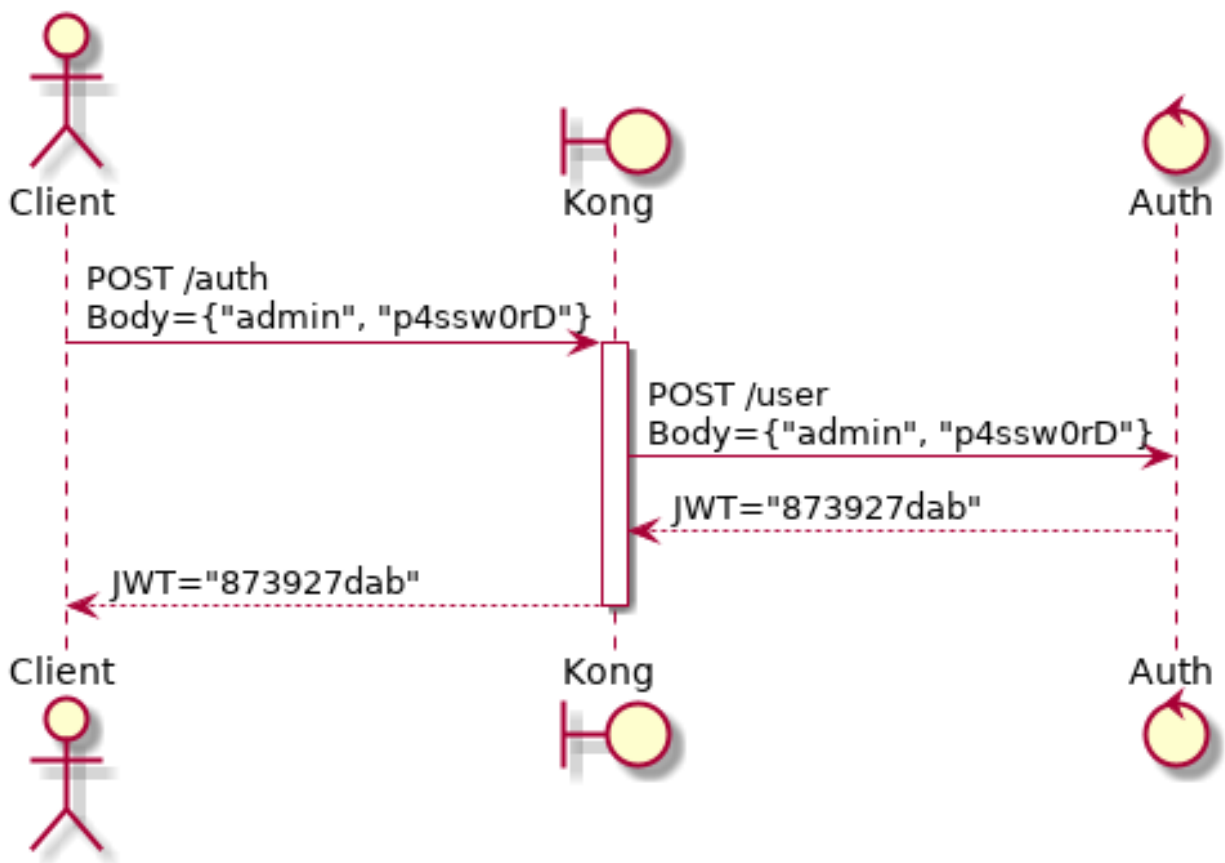 Client
Kong
Auth
POST /auth
Body={"admin", "p4ssw0rD"}
POST /user
Body={"admin", "p4ssw0rD"}
JWT="873927dab"
JWT="873927dab"
Client
Kong
Auth